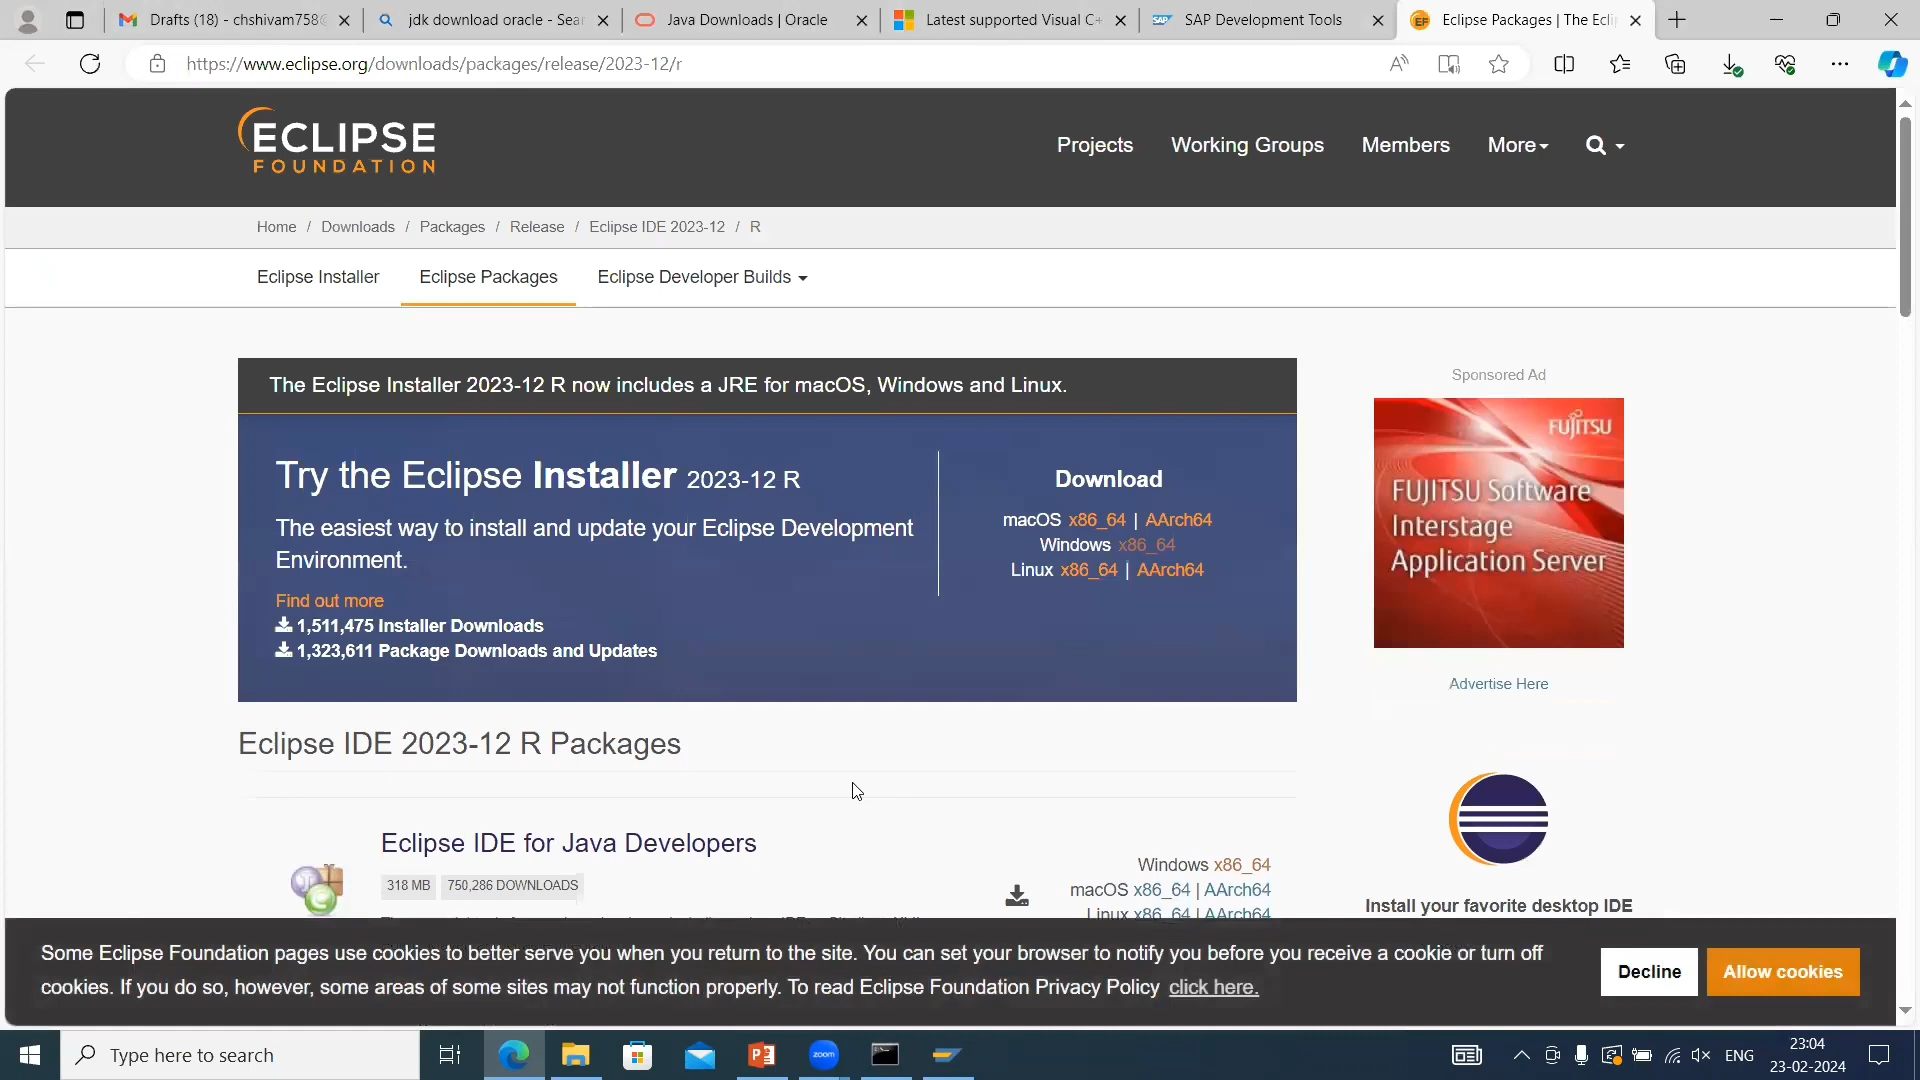 Drafts (18) - chshivam758
jdk download oracle - Sea
Java Downloads | Oracle
Latest supported Visual C+
SAP
SAP Development Tools
Eclipse Packages | The Ecli
https://www.eclipse.org/downloads/packages/release/2023-12/r
ECLIPSE
FOUNDATION
Projects
Working Groups
Members
More
Home / Downloads / Packages / Release / Eclipse IDE 2023-12 / R
Eclipse Installer
Eclipse Packages
Eclipse Developer Builds
The Eclipse Installer 2023-12 R now includes a JRE for macOS, Windows and Linux.
Try the Eclipse Installer 2023-12 R
The easiest way to install and update your Eclipse Development
Environment.
Find out more
1,511,475 Installer Downloads
1,323,611 Package Downloads and Updates
Download
macOS x86_64 | AArch64
Windows x86_64
Linux x86_64 | AArch64
Sponsored Ad
FUJITSU
FUJITSU Software
Interstage
Application Server
Advertise Here
Eclipse IDE 2023-12 R Packages
Eclipse IDE for Java Developers
318 MB
750,286 DOWNLOADS
Windows x86_64
macOS x86_64 | AArch64
Linux x86_64 | AArch64
Install your favorite desktop IDE
Some Eclipse Foundation pages use cookies to better serve you when you return to the site. You can set your browser to notify you before you receive a cookie or turn off
cookies. If you do so, however, some areas of some sites may not function properly. To read Eclipse Foundation Privacy Policy click here.
Decline
Allow cookies
Type here to search
zoom
ENG
23:04
23-02-2024